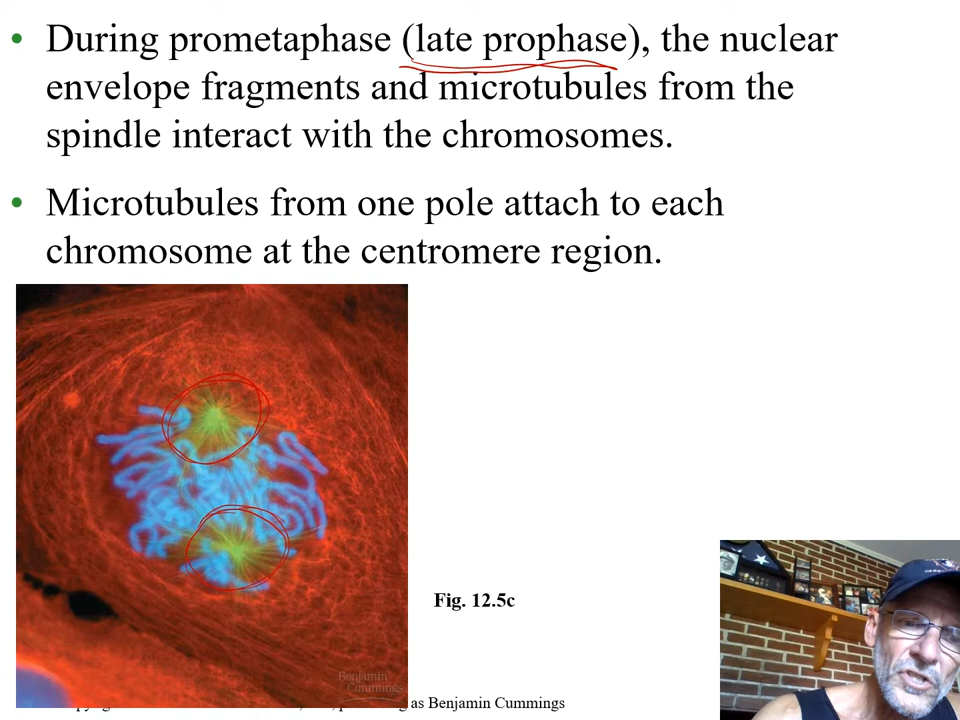 • During prometaphase (late prophase), the nuclear
envelope fragments and microtubules from the
spindle interact with the chromosomes.
• Microtubules from one pole attach to each
chromosome at the centromere region.
Fig. 12.5c
Benjamin
Cummings
as Benjamin Cummings